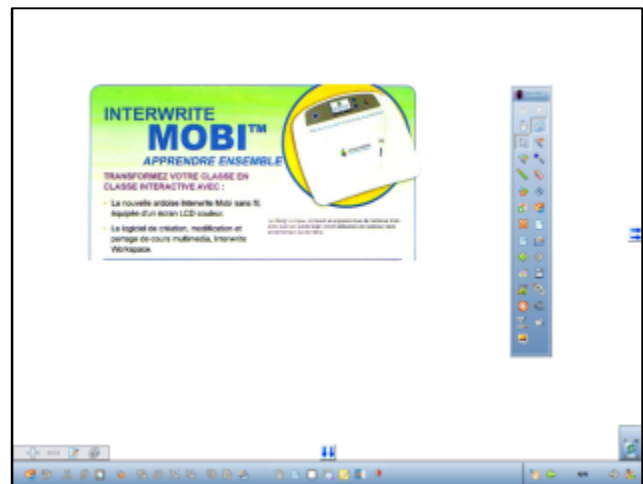 INTERWRITE
MOBI™
APPRENDRE ENSEMBLE
TRANSFORMEZ VOTRE CLASSE EN
CLASSE INTERACTIVE AVEC :
- La nouvelle ardoise Interwrite Mobi sans fil,
équipée d'un écran LCD couleur.
- Le logiciel de création, modification et
partage de cours multimedia, Interwrite
Workspace.